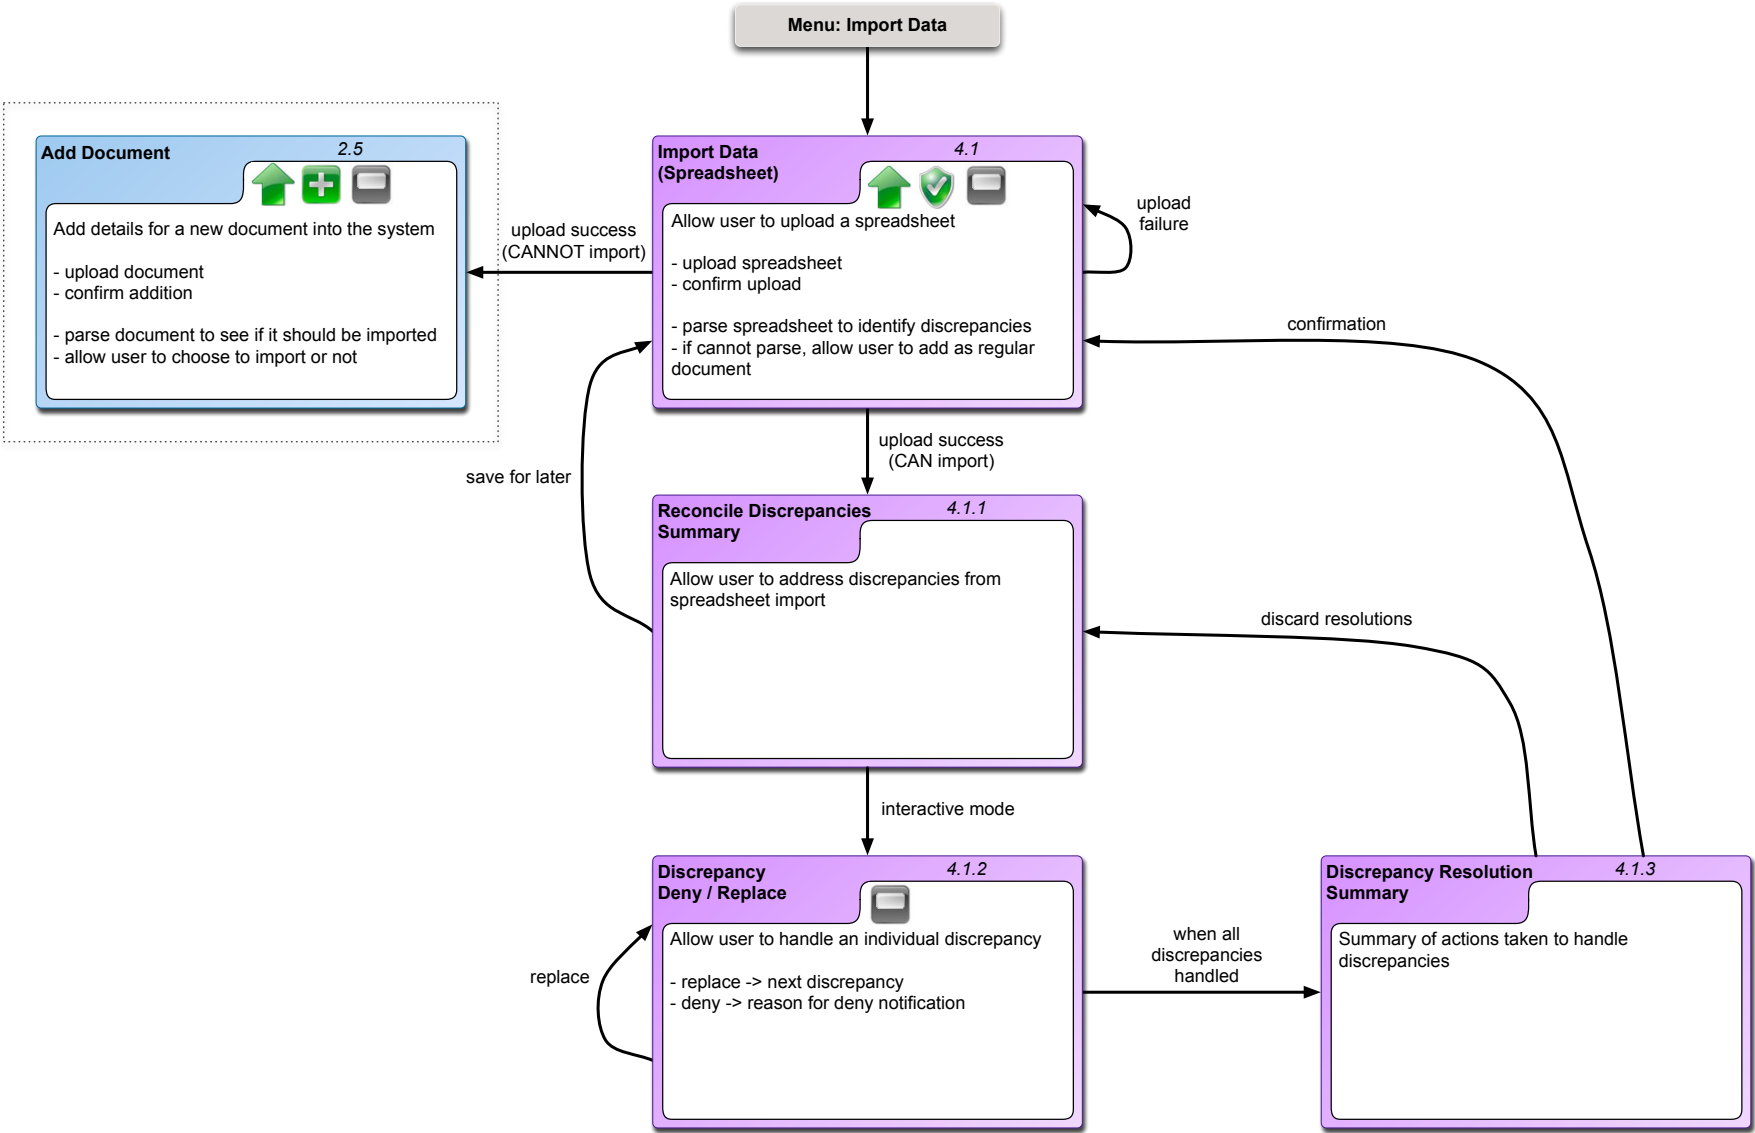 Menu: Import Data
Add Document
2.5
Add details for a new document into the system
- upload document
- confirm addition
- parse document to see if it should be imported
- allow user to choose to import or not
upload success
(CANNOT import)
Import Data
(Spreadsheet)
4.1
Allow user to upload a spreadsheet
- upload spreadsheet
- confirm upload
- parse spreadsheet to identify discrepancies
- if cannot parse, allow user to add as regular
document
upload
failure
confirmation
upload success
(CAN import)
save for later
Reconcile Discrepancies
Summary
4.1.1
Allow user to address discrepancies from
spreadsheet import
discard resolutions
interactive mode
Discrepancy
Deny / Replace
4.1.2
Allow user to handle an individual discrepancy
- replace -> next discrepancy
- deny -> reason for deny notification
replace
when all
discrepancies
handled
Discrepancy Resolution
Summary
4.1.3
Summary of actions taken to handle
discrepancies